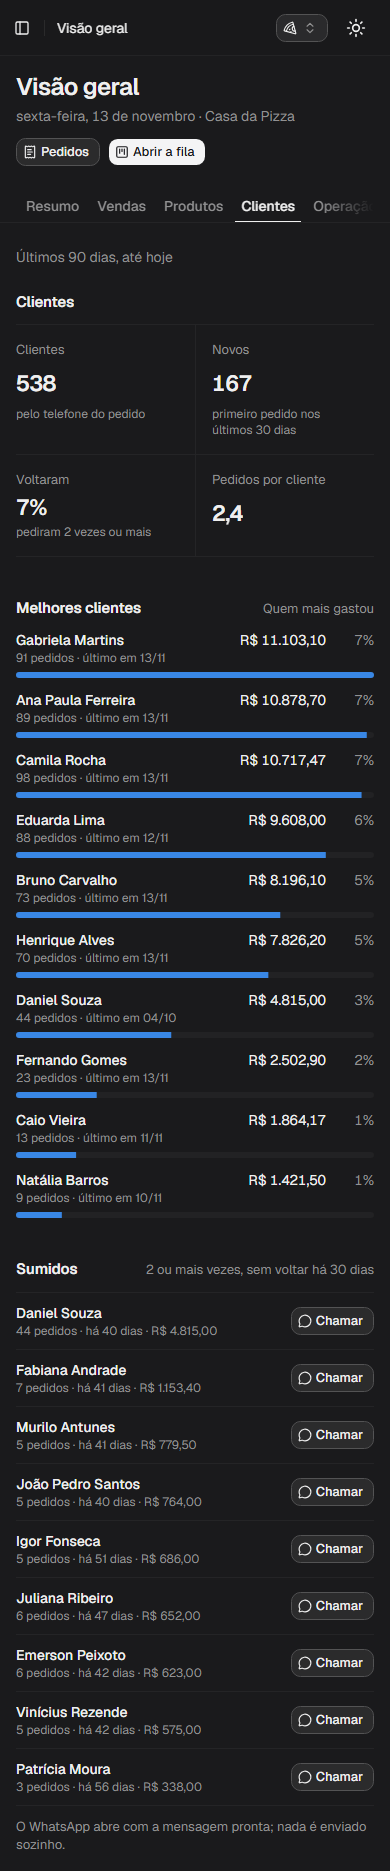 Visão geral
Visão geral
sexta-feira, 13 de novembro · Casa da Pizza
Pedidos
Abrir a fila
Resumo Vendas Produtos Clientes Operaçã
Últimos 90 dias, até hoje
Clientes
Clientes
538
pelo telefone do pedido
Novos
167
primeiro pedido nos
últimos 30 dias
Voltaram
7%
pediram 2 vezes ou mais
Pedidos por cliente
2,4
Melhores clientes Quem mais gastou
Gabriela Martins R$ 11.103,10 7%
91 pedidos · último em 13/11
Ana Paula Ferreira R$ 10.878,70 7%
89 pedidos · último em 13/11
Camila Rocha R$ 10.717,47 7%
98 pedidos · último em 13/11
Eduarda Lima R$ 9.608,00 6%
88 pedidos · último em 12/11
Bruno Carvalho R$ 8.196,10 5%
73 pedidos · último em 13/11
Henrique Alves R$ 7.826,20 5%
70 pedidos · último em 13/11
Daniel Souza R$ 4.815,00 3%
44 pedidos · último em 04/10
Fernando Gomes R$ 2.502,90 2%
23 pedidos · último em 13/11
Caio Vieira R$ 1.864,17 1%
13 pedidos · último em 11/11
Natália Barros R$ 1.421,50 1%
9 pedidos · último em 10/11
Sumidos 2 ou mais vezes, sem voltar há 30 dias
Daniel Souza
44 pedidos · há 40 dias · R$ 4.815,00
Chamar
Fabiana Andrade
7 pedidos · há 41 dias · R$ 1.153,40
Chamar
Murilo Antunes
5 pedidos · há 41 dias · R$ 779,50
Chamar
João Pedro Santos
5 pedidos · há 40 dias · R$ 764,00
Chamar
Igor Fonseca
5 pedidos · há 51 dias · R$ 686,00
Chamar
Juliana Ribeiro
6 pedidos · há 47 dias · R$ 652,00
Chamar
Emerson Peixoto
6 pedidos · há 42 dias · R$ 623,00
Chamar
Vinícius Rezende
5 pedidos · há 42 dias · R$ 575,00
Chamar
Patrícia Moura
3 pedidos · há 56 dias · R$ 338,00
Chamar
O WhatsApp abre com a mensagem pronta; nada é enviado
sozinho.